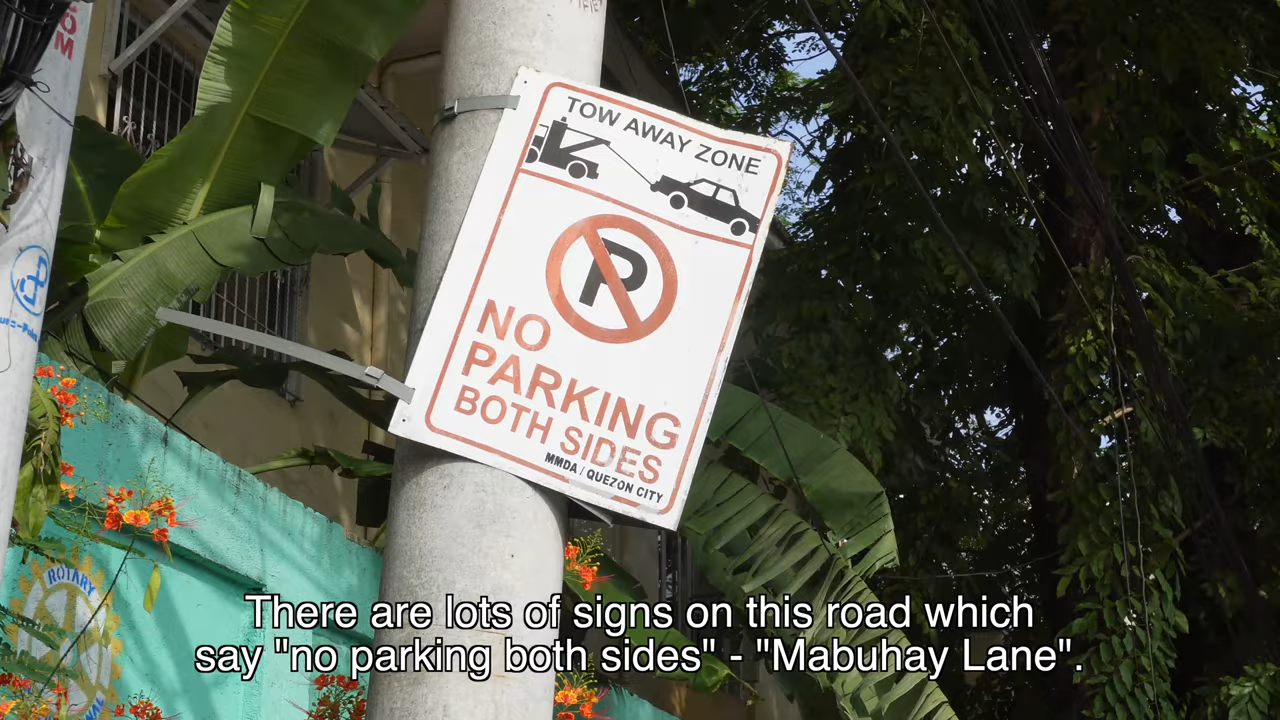 TOW AWAY ZONE
P
NO
PARKING
BOTH SIDES
MMDA / QUEZON CITY
ROTARY
There are lots of signs on this road which
say "no parking both sides" - "Mabuhay Lane".